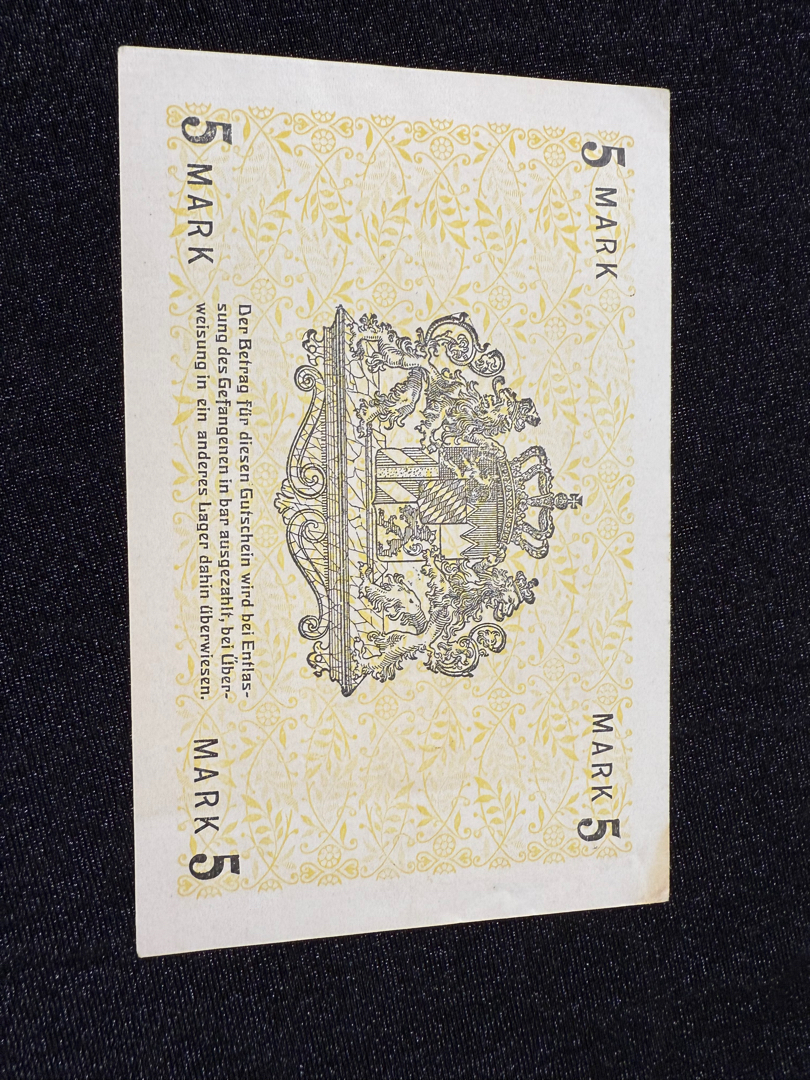 5 MARK
MARK 5
5 MARK
Der Betrag für diesen Gutschein wird bei Entlas-
sung des Gefangenen in bar ausgezahlt, bei Über-
weisung in ein anderes Lager dahin überwiesen.
MARK 5